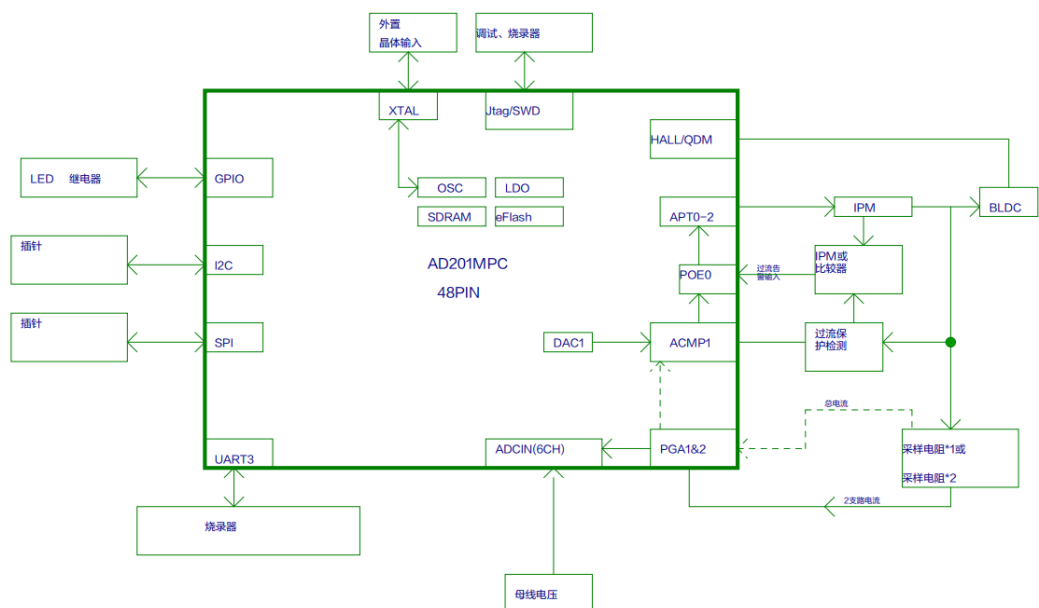 外置
晶体输入
调试、烧录器
XTAL
Jtag/SWD
HALL/QDM
LED 继电器
GPIO
OSC
LDO
SDRAM
eFlash
APT0-2
IPM
BLDC
插针
I2C
AD201MPC
48PIN
POE0
过流告
警输入
IPM或
比较器
插针
SPI
DAC1
ACMP1
过流保
护检测
总电流
UART3
ADCIN(6CH)
PGA1&2
采样电阻*1或
采样电阻*2
2支路电流
烧录器
母线电压